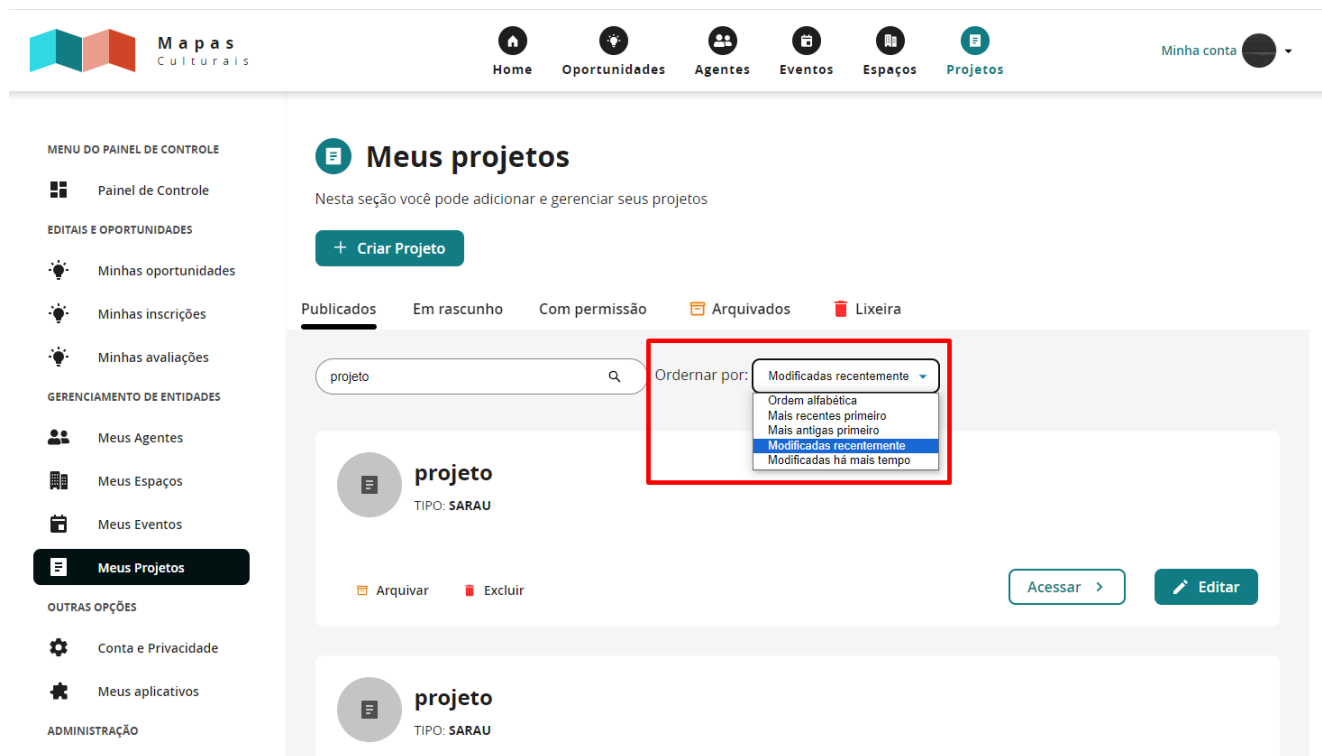 Mapas
Culturais
Home
Oportunidades
Agentes
Eventos
Espaços
Projetos
Minha conta
MENU DO PAINEL DE CONTROLE
Painel de Controle
EDITAIS E OPORTUNIDADES
Minhas oportunidades
Minhas inscrições
Minhas avaliações
GERENCIAMENTO DE ENTIDADES
Meus Agentes
Meus Espaços
Meus Eventos
Meus Projetos
OUTRAS OPÇÕES
Conta e Privacidade
Meus aplicativos
ADMINISTRAÇÃO
Meus projetos
Nesta seção você pode adicionar e gerenciar seus projetos
+ Criar Projeto
Publicados
Em rascunho
Com permissão
Arquivados
Lixeira
projeto
Ordernar por:
Modificadas recentemente
Ordem alfabética
Mais recentes primeiro
Mais antigas primeiro
Modificadas recentemente
Modificadas há mais tempo
projeto
TIPO: SARAU
Arquivar
Excluir
Acessar >
Editar
projeto
TIPO: SARAU